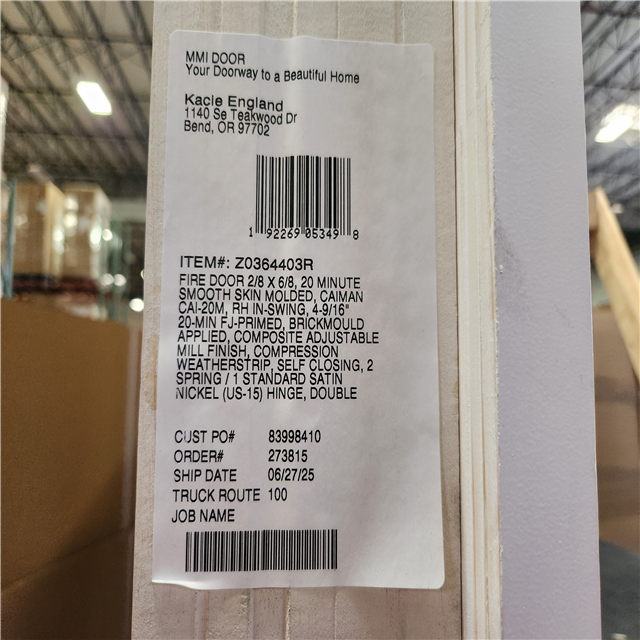 MMI DOOR
Your Doorway to a Beautiful Home
Kacie England
1140 Se Teakwood Dr
Bend, OR 97702
1 92269 05349 8
ITEM#: Z0364403R
FIRE DOOR 2/8 X 6/8, 20 MINUTE
SMOOTH SKIN MOLDED, CAIMAN
CAI-20M, RH IN-SWING, 4-9/16"
20-MIN FJ-PRIMED, BRICKMOULD
APPLIED, COMPOSITE ADJUSTABLE
MILL FINISH, COMPRESSION
WEATHERSTRIP, SELF CLOSING, 2
SPRING / 1 STANDARD SATIN
NICKEL (US-15) HINGE, DOUBLE
CUST PO# 83998410
ORDER# 273815
SHIP DATE 06/27/25
TRUCK ROUTE 100
JOB NAME